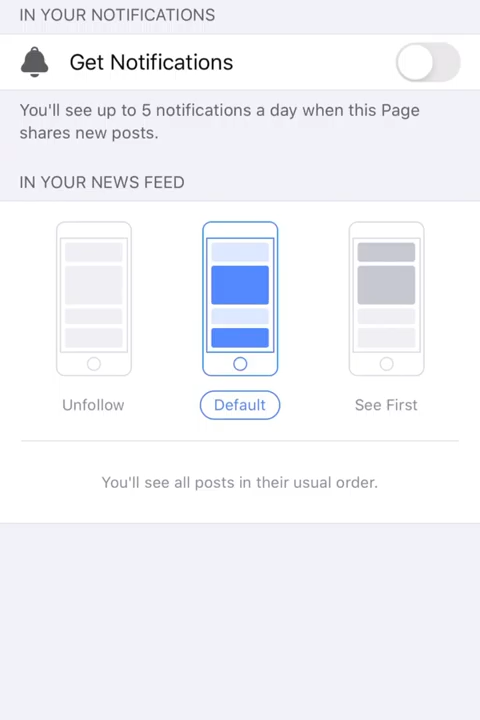 IN YOUR NOTIFICATIONS
Get Notifications
You'll see up to 5 notifications a day when this Page
shares new posts.
IN YOUR NEWS FEED
Unfollow
Default
See First
You'll see all posts in their usual order.